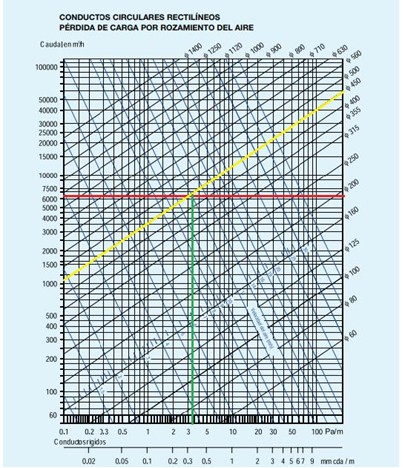 CONDUCTOS CIRCULARES RECTILÍNEOS
PÉRDIDA DE CARGA POR ROZAMIENTO DEL AIRE
Caudal en m³/h
φ 1400 φ 1250 φ 1120 φ 1000 φ 900 φ 800 φ 710 φ 630 φ 560
φ 500
φ 450
φ 400
φ 355
φ 315
φ 250
φ 200
φ 160
φ 125
φ 100
φ 80
φ 60
100000
50000
40000
30000
25000
20000
15000
10000
7500
6000
5000
4000
3000
2000
1500
1000
500
400
300
200
100
60
0.1 0.2 3.3 0.5 1 2 3 5 10 20 30 50 100 Pa/m
Conductos rigidos
0.02 0.05 0.1 0.2 0.3 0.5 1 2 3 4 5 6 7 9 mm cda / m